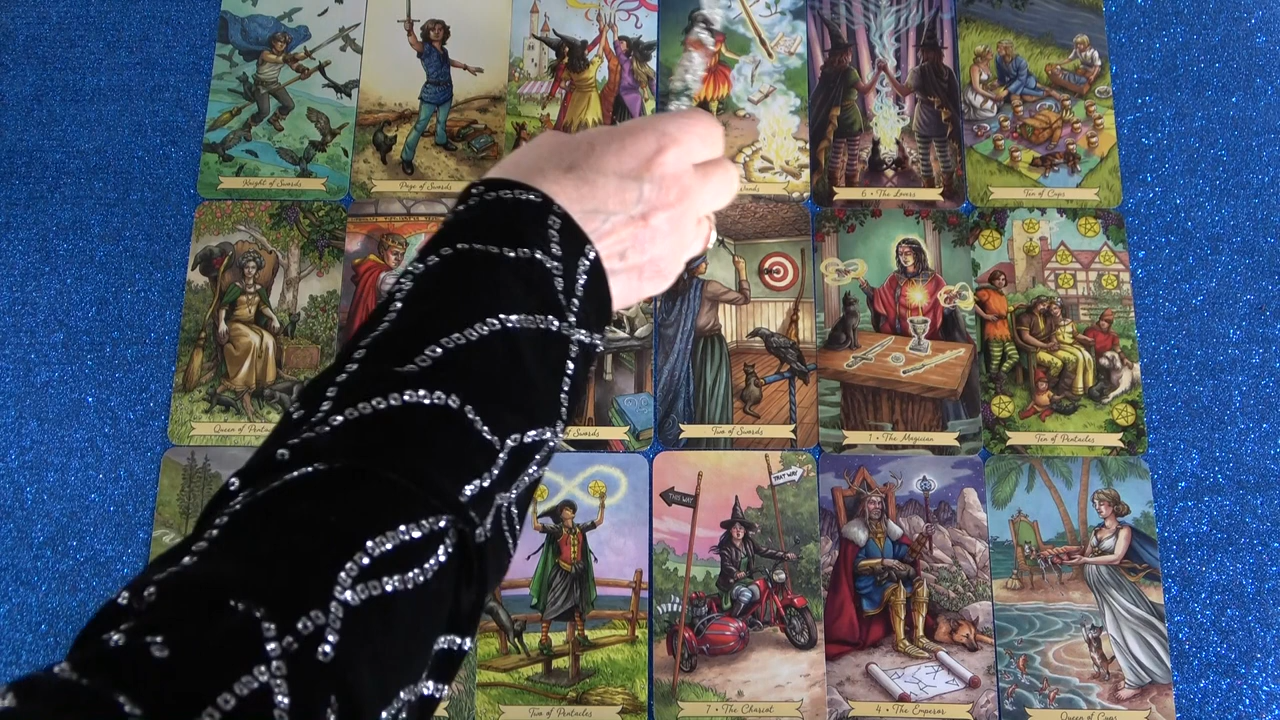 Knight of Swords
Page of Swords
6 • The Lovers
Ten of Cups
Queen of
of Swords
Two of Swords
1 • The Magician
Ten of Pentacles
THIS WAY
THAT WAY
Two of Pentacles
7 • The Chariot
4 • The Emperor
Queen of Cups